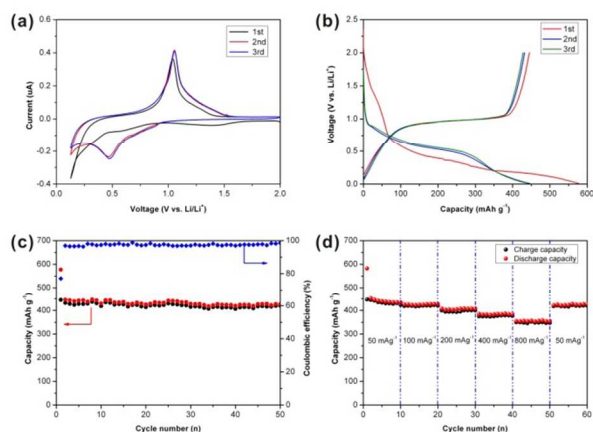 (a)
1st
2nd
3rd
0.4
0.2
0.0
-0.2
-0.4
Current (uA)
0.5
1.0
1.5
2.0
Voltage (V vs. Li/Li⁺)
(b)
1st
2nd
3rd
2.5
2.0
1.5
1.0
0.5
0.0
Voltage (V vs. Li/Li⁺)
0 100 200 300 400 500 600
Capacity (mAh g⁻¹)
(c)
700
600
500
400
300
200
100
0
Capacity (mAh g⁻¹)
100
80
60
40
20
0
Coulombic efficiency (%)
0 10 20 30 40 50
Cycle number (n)
(d)
Charge capacity
Discharge capacity
700
600
500
400
300
200
100
0
Capacity (mAh g⁻¹)
50 mAg⁻¹ 100 mAg⁻¹ 200 mAg⁻¹ 400 mAg⁻¹ 800 mAg⁻¹ 50 mAg⁻¹
0 10 20 30 40 50 60
Cycle number (n)